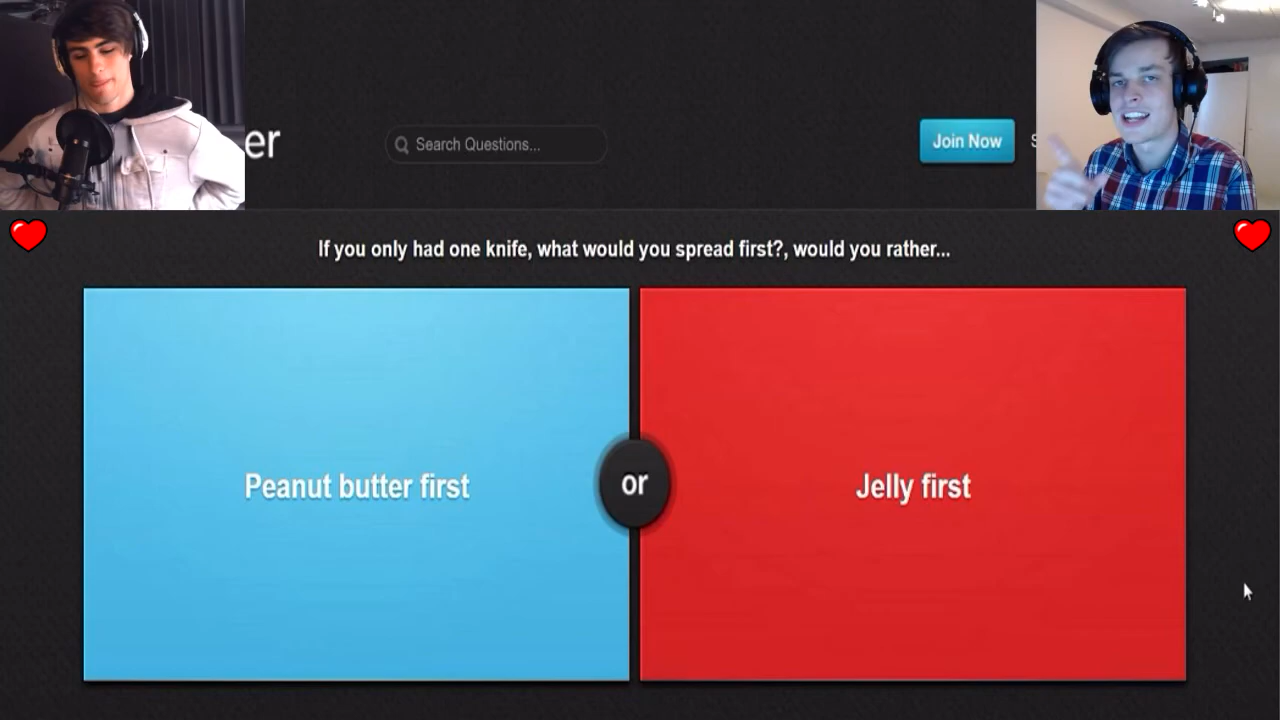 er
Search Questions...
Join Now
S
If you only had one knife, what would you spread first?, would you rather...
Peanut butter first
or
Jelly first